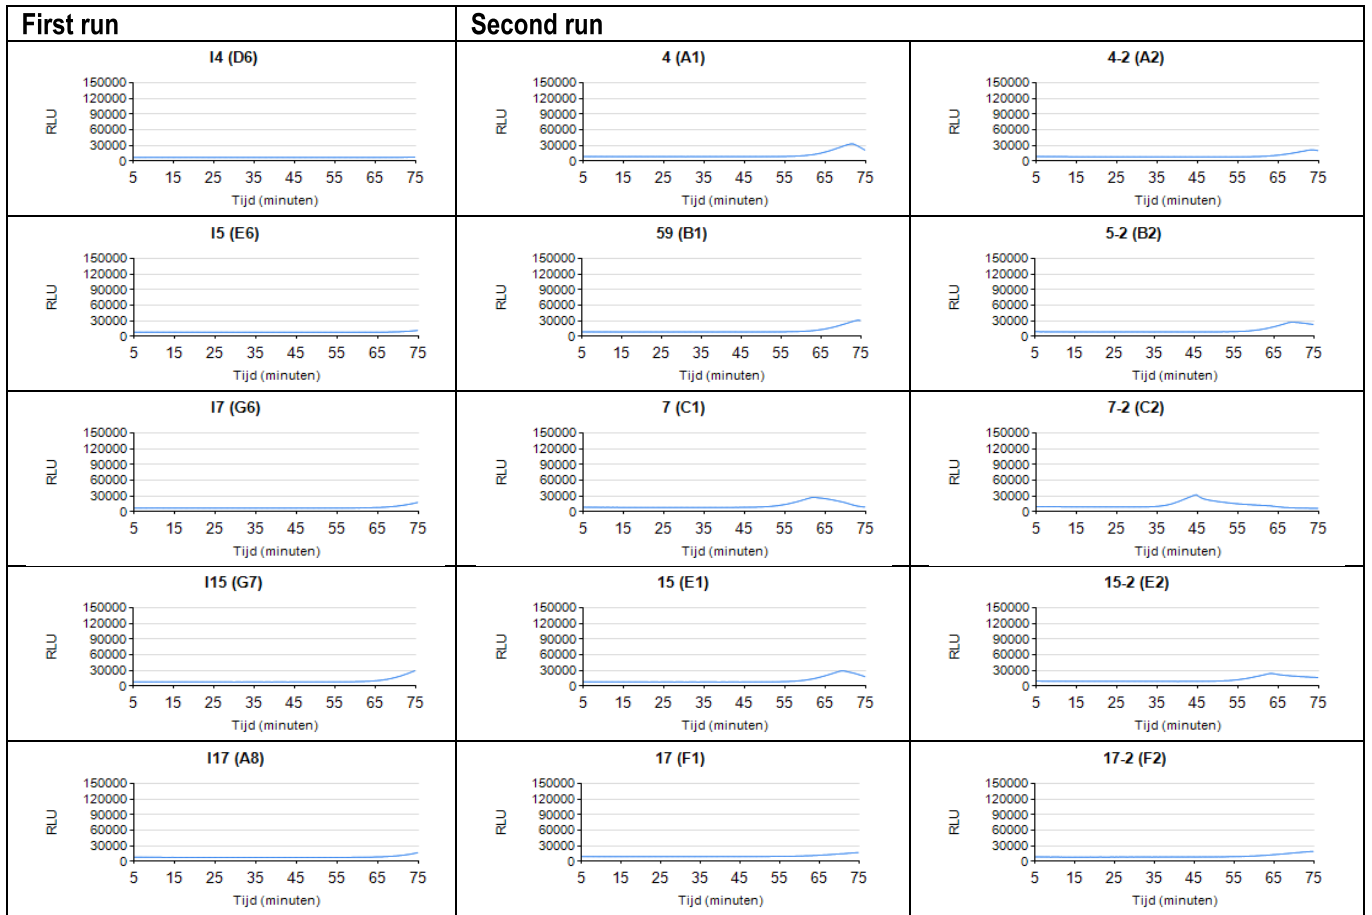 First run
Second run
I4 (D6)
150000
120000
90000
60000
30000
0
RLU
5 15 25 35 45 55 65 75
Tijd (minuten)
4 (A1)
150000
120000
90000
60000
30000
0
RLU
5 15 25 35 45 55 65 75
Tijd (minuten)
4-2 (A2)
150000
120000
90000
60000
30000
0
RLU
5 15 25 35 45 55 65 75
Tijd (minuten)
I5 (E6)
150000
120000
90000
60000
30000
0
RLU
5 15 25 35 45 55 65 75
Tijd (minuten)
59 (B1)
150000
120000
90000
60000
30000
0
RLU
5 15 25 35 45 55 65 75
Tijd (minuten)
5-2 (B2)
150000
120000
90000
60000
30000
0
RLU
5 15 25 35 45 55 65 75
Tijd (minuten)
I7 (G6)
150000
120000
90000
60000
30000
0
RLU
5 15 25 35 45 55 65 75
Tijd (minuten)
7 (C1)
150000
120000
90000
60000
30000
0
RLU
5 15 25 35 45 55 65 75
Tijd (minuten)
7-2 (C2)
150000
120000
90000
60000
30000
0
RLU
5 15 25 35 45 55 65 75
Tijd (minuten)
I15 (G7)
150000
120000
90000
60000
30000
0
RLU
5 15 25 35 45 55 65 75
Tijd (minuten)
15 (E1)
150000
120000
90000
60000
30000
0
RLU
5 15 25 35 45 55 65 75
Tijd (minuten)
15-2 (E2)
150000
120000
90000
60000
30000
0
RLU
5 15 25 35 45 55 65 75
Tijd (minuten)
I17 (A8)
150000
120000
90000
60000
30000
0
RLU
5 15 25 35 45 55 65 75
Tijd (minuten)
17 (F1)
150000
120000
90000
60000
30000
0
RLU
5 15 25 35 45 55 65 75
Tijd (minuten)
17-2 (F2)
150000
120000
90000
60000
30000
0
RLU
5 15 25 35 45 55 65 75
Tijd (minuten)